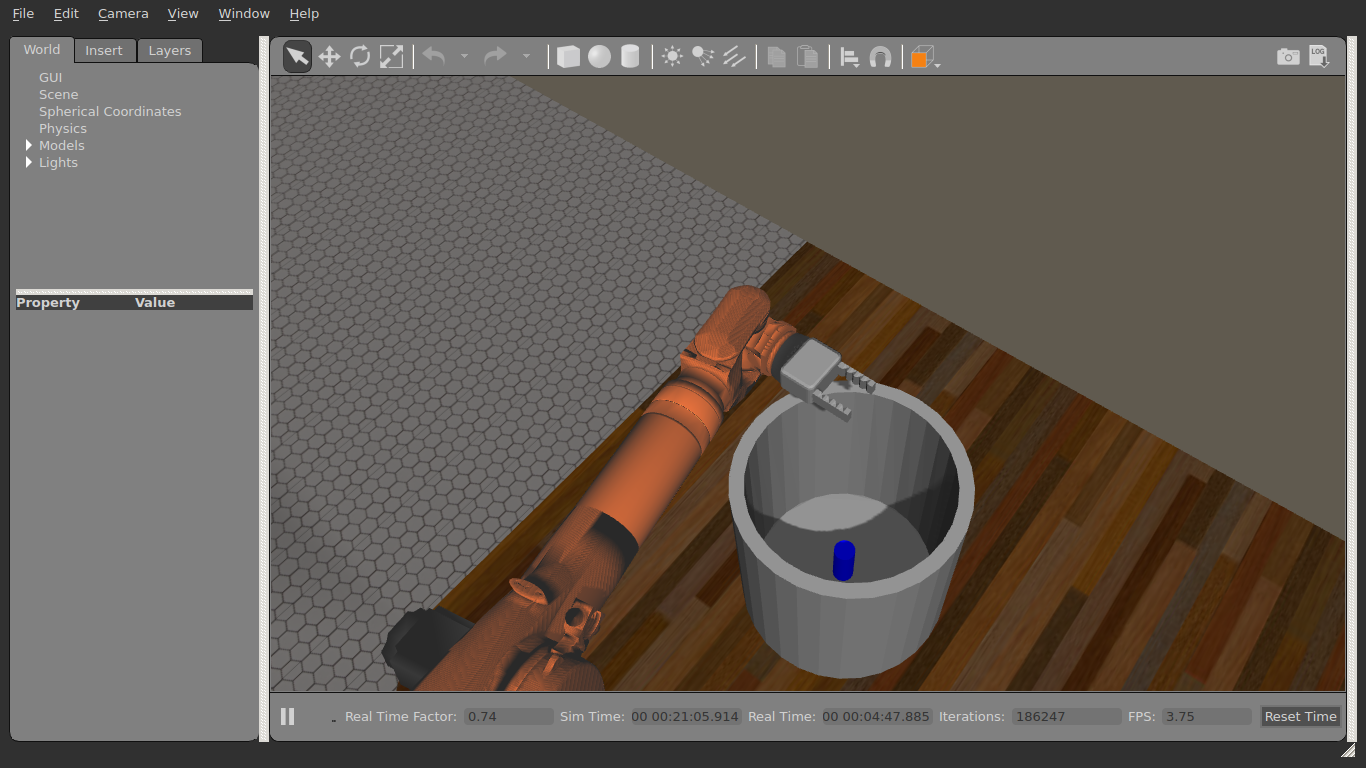 File Edit Camera View Window Help
World Insert Layers
LOG
GUI
Scene
Spherical Coordinates
Physics
Models
Lights
Property Value
Real Time Factor: 0.74 Sim Time: 00 00:21:05.914 Real Time: 00 00:04:47.885 Iterations: 186247 FPS: 3.75 Reset Time